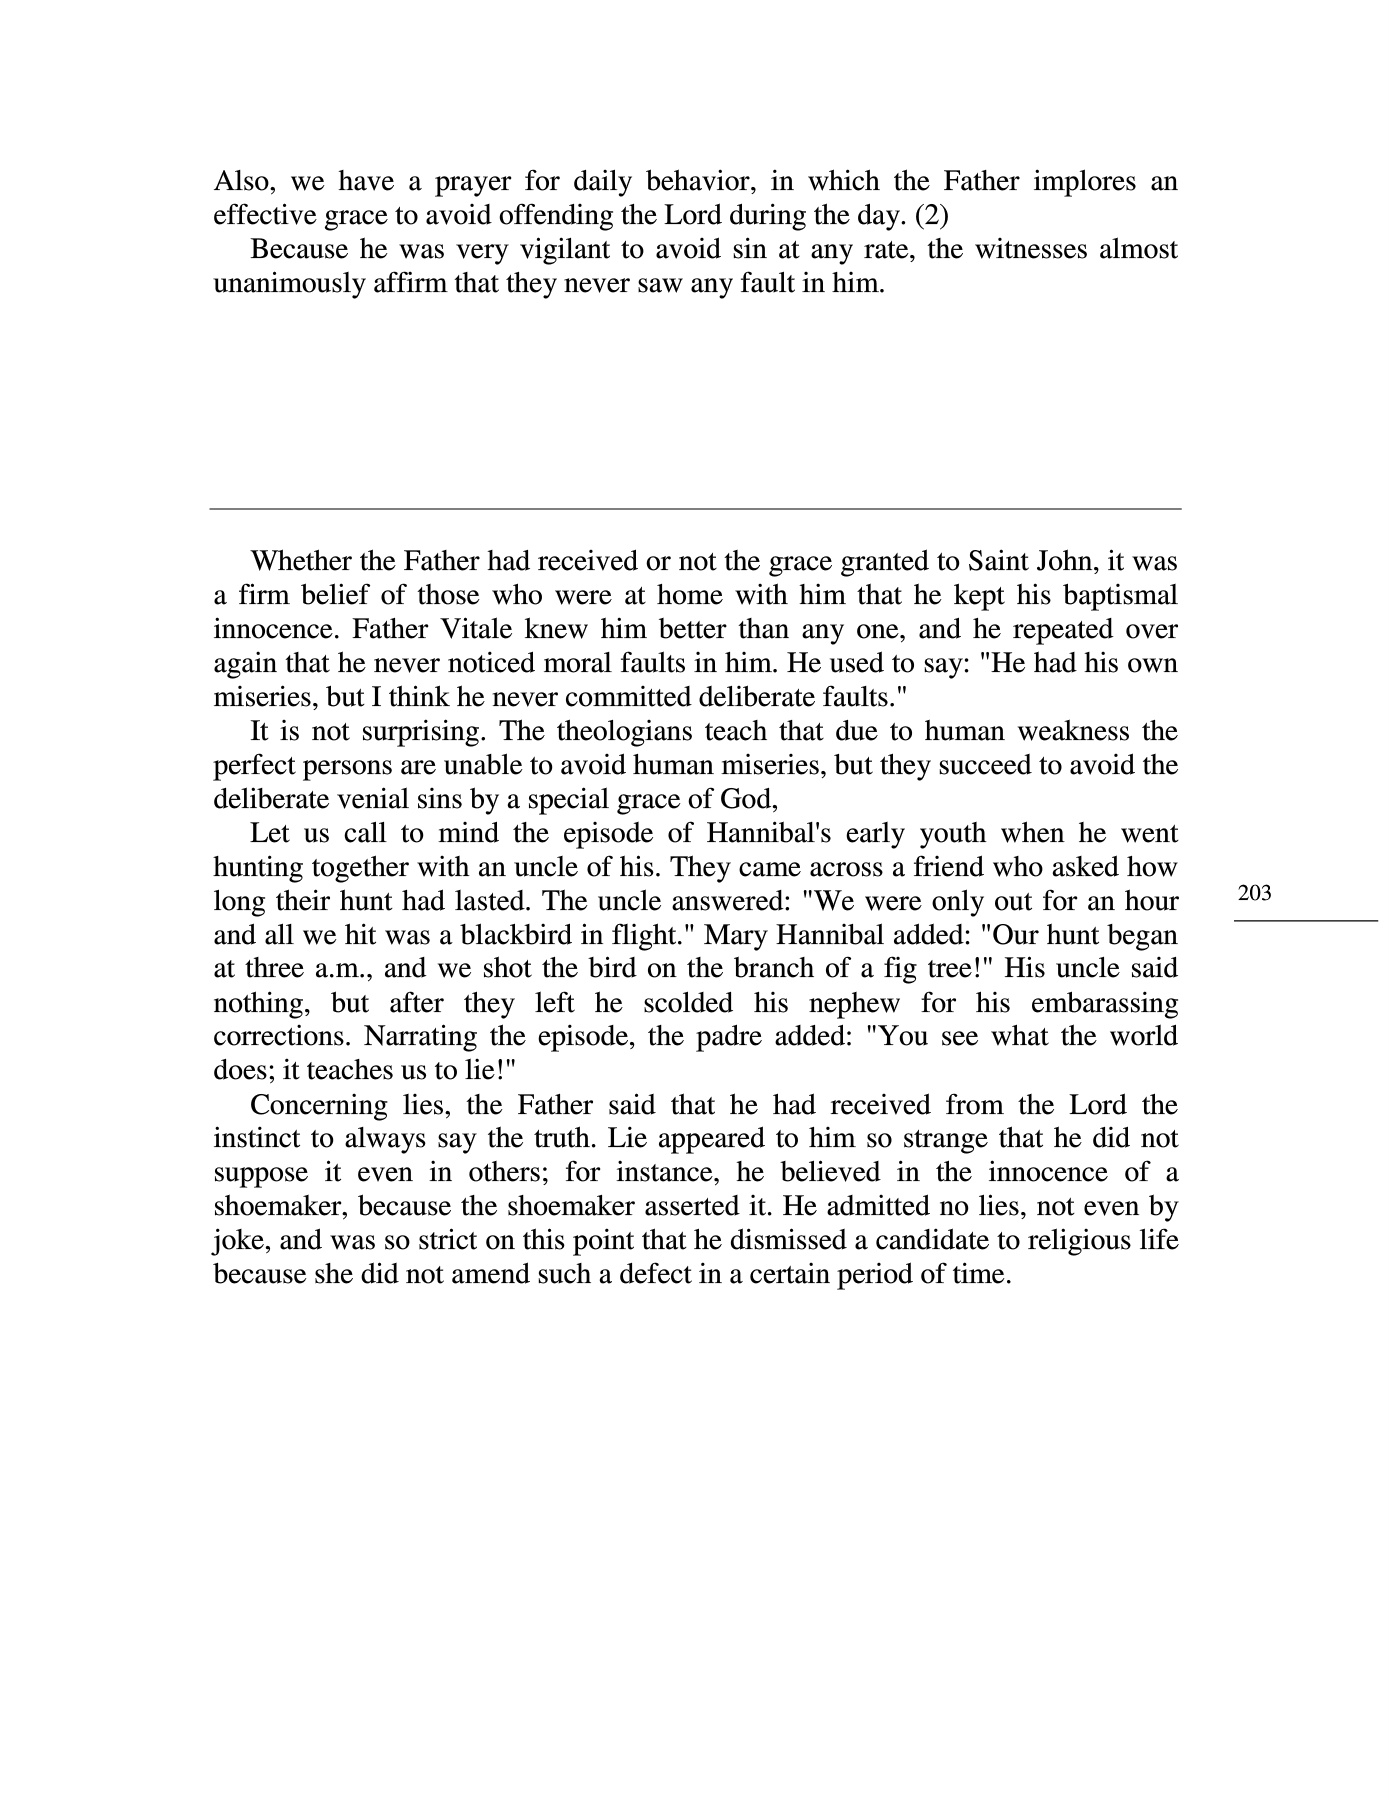 Also, we have a prayer for daily behavior, in which the Father implores an
effective grace to avoid offending the Lord during the day. (2)
Because he was very vigilant to avoid sin at any rate, the witnesses almost
unanimously affirm that they never saw any fault in him.
Whether the Father had received or not the grace granted to Saint John, it was
a firm belief of those who were at home with him that he kept his baptismal
innocence. Father Vitale knew him better than any one, and he repeated over
again that he never noticed moral faults in him. He used to say: "He had his own
miseries, but I think he never committed deliberate faults."
It is not surprising. The theologians teach that due to human weakness the
perfect persons are unable to avoid human miseries, but they succeed to avoid the
deliberate venial sins by a special grace of God,
Let us call to mind the episode of Hannibal's early youth when he went
hunting together with an uncle of his. They came across a friend who asked how
long their hunt had lasted. The uncle answered: "We were only out for an hour
and all we hit was a blackbird in flight." Mary Hannibal added: "Our hunt began
at three a.m., and we shot the bird on the branch of a fig tree!" His uncle said
nothing, but after they left he scolded his nephew for his embarassing
corrections. Narrating the episode, the padre added: "You see what the world
does; it teaches us to lie!"
Concerning lies, the Father said that he had received from the Lord the
instinct to always say the truth. Lie appeared to him so strange that he did not
suppose it even in others; for instance, he believed in the innocence of a
shoemaker, because the shoemaker asserted it. He admitted no lies, not even by
joke, and was so strict on this point that he dismissed a candidate to religious life
because she did not amend such a defect in a certain period of time.
203